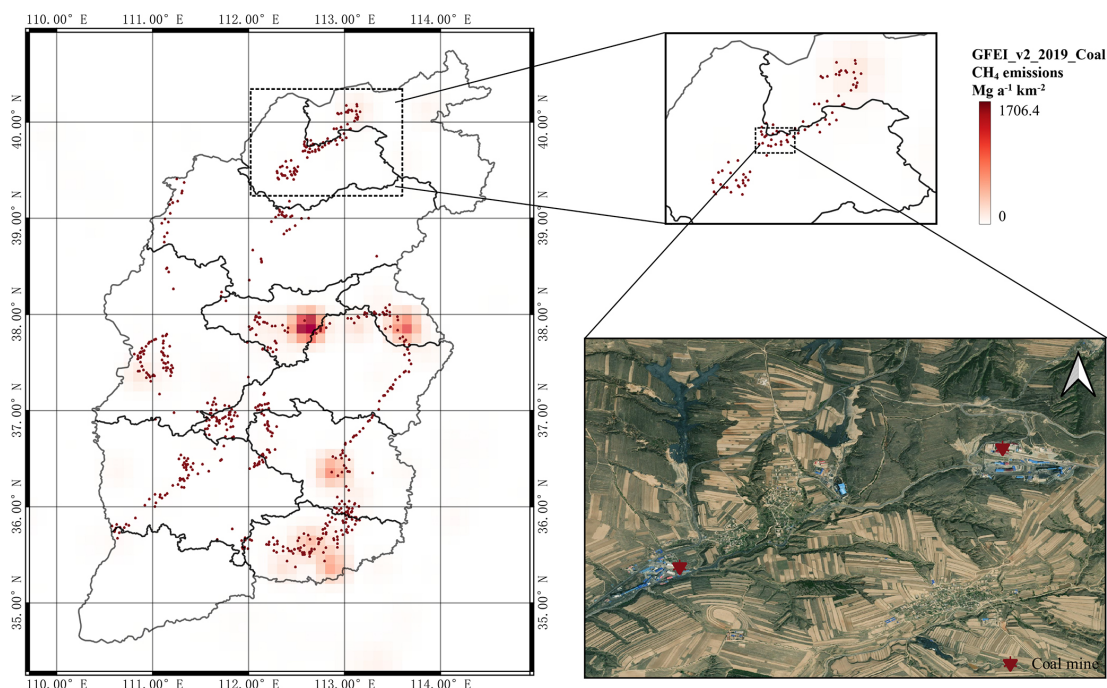 110.00° E 111.00° E 112.00° E 113.00° E 114.00° E
40.00° N
39.00° N
38.00° N
37.00° N
36.00° N
35.00° N
40.00° N
39.00° N
38.00° N
37.00° N
36.00° N
35.00° N
110.00° E 111.00° E 112.00° E 113.00° E 114.00° E
GFEI_v2_2019_Coal
CH₄ emissions
Mg a⁻¹ km⁻²
1706.4
0
Coal mine